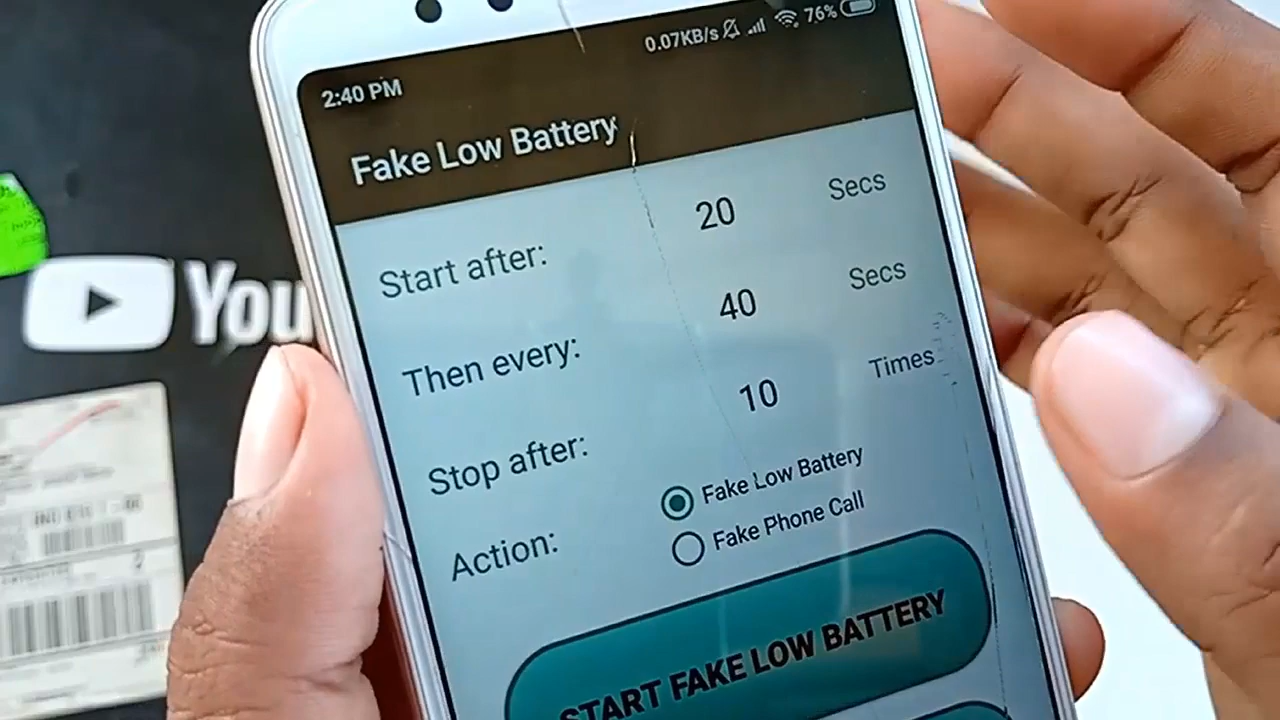 0.07KB/s 76%
2:40 PM
Fake Low Battery
Start after: 20 Secs
Then every: 40 Secs
Stop after: 10 Times
Action: Fake Low Battery
Fake Phone Call
START FAKE LOW BATTERY
You